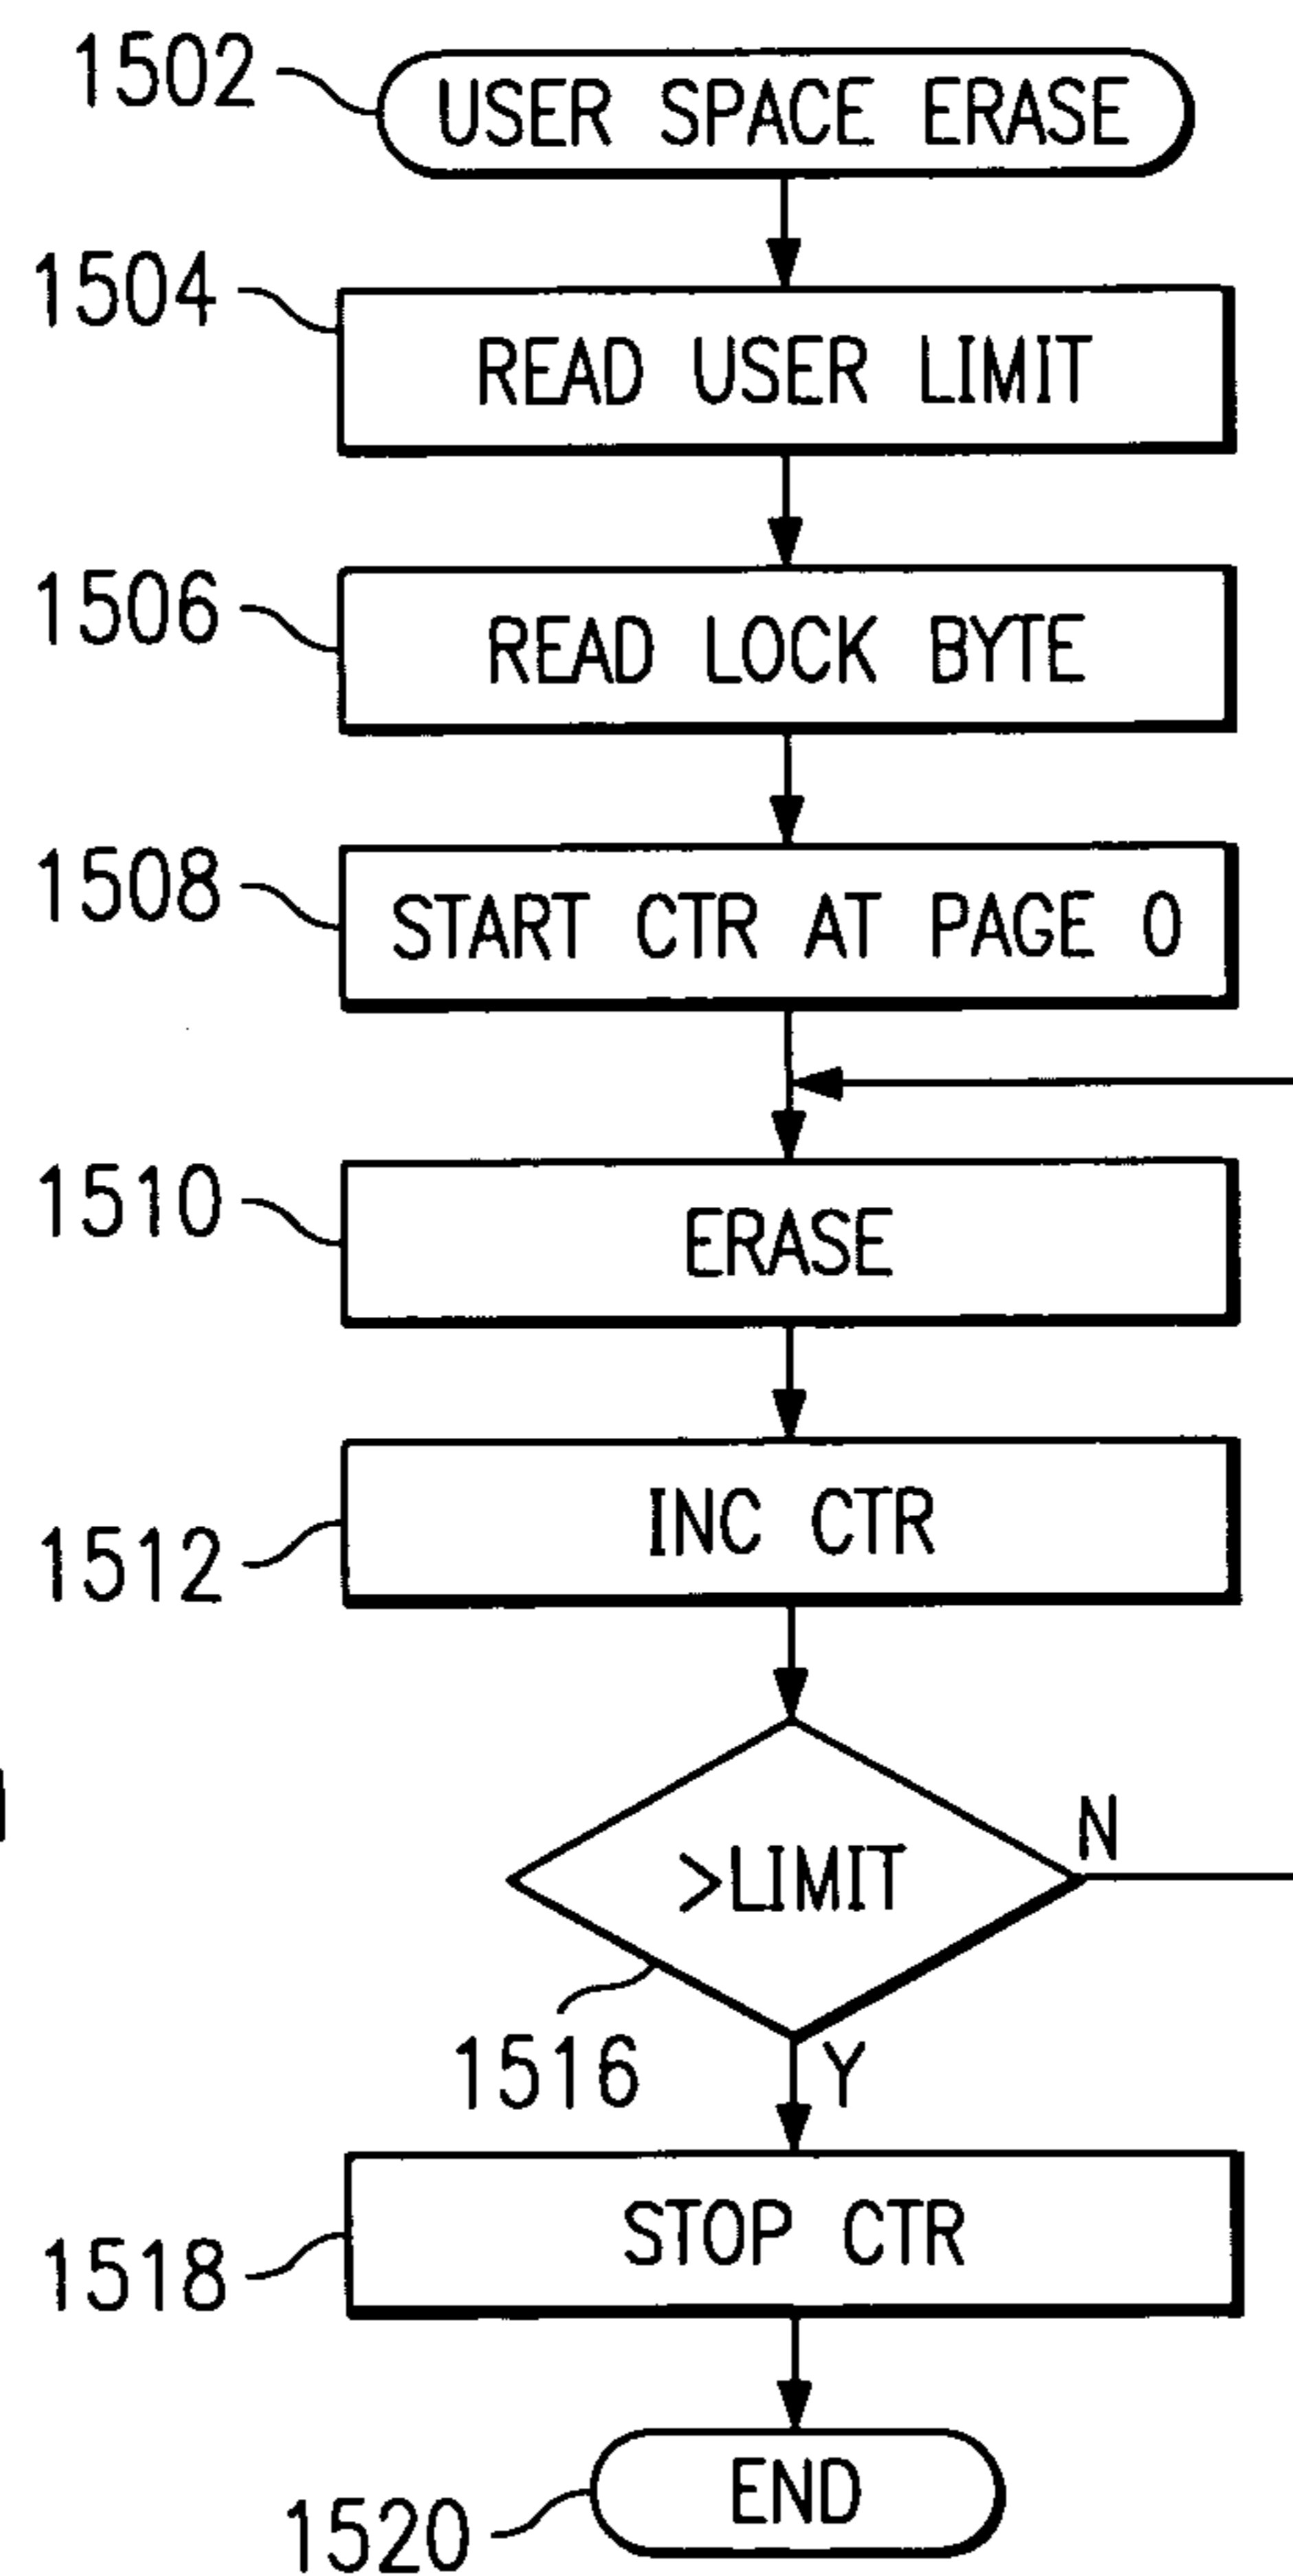 1502 USER SPACE ERASE
1504 READ USER LIMIT
1506 READ LOCK BYTE
1508 START CTR AT PAGE 0
1510 ERASE
1512 INC CTR
>LIMIT N
1516 Y
1518 STOP CTR
1520 END